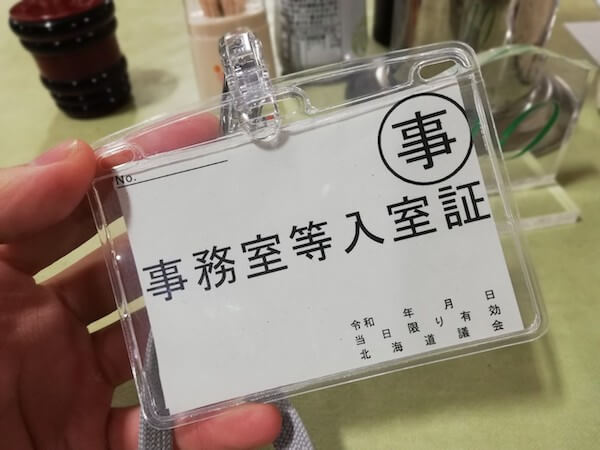 事
No.
事務室等入室証
令和 年 月 日
当日限り有効
北海道議会